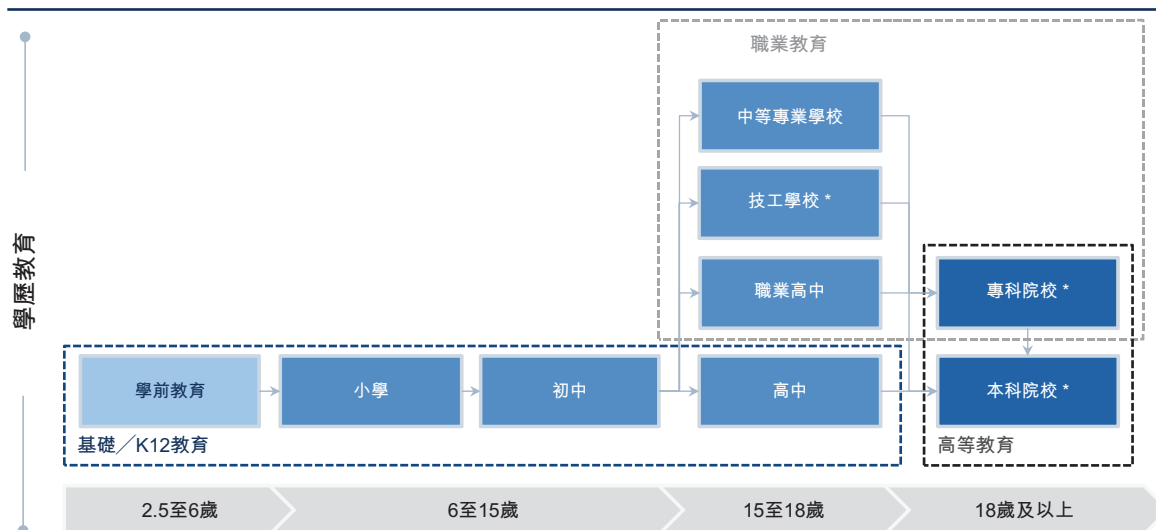 職業教育
中等專業學校
技工學校 *
職業高中
專科院校 *
學歷教育
學前教育
小學
初中
高中
本科院校 *
基礎／K12教育
高等教育
2.5至6歲
6至15歲
15至18歲
18歲及以上